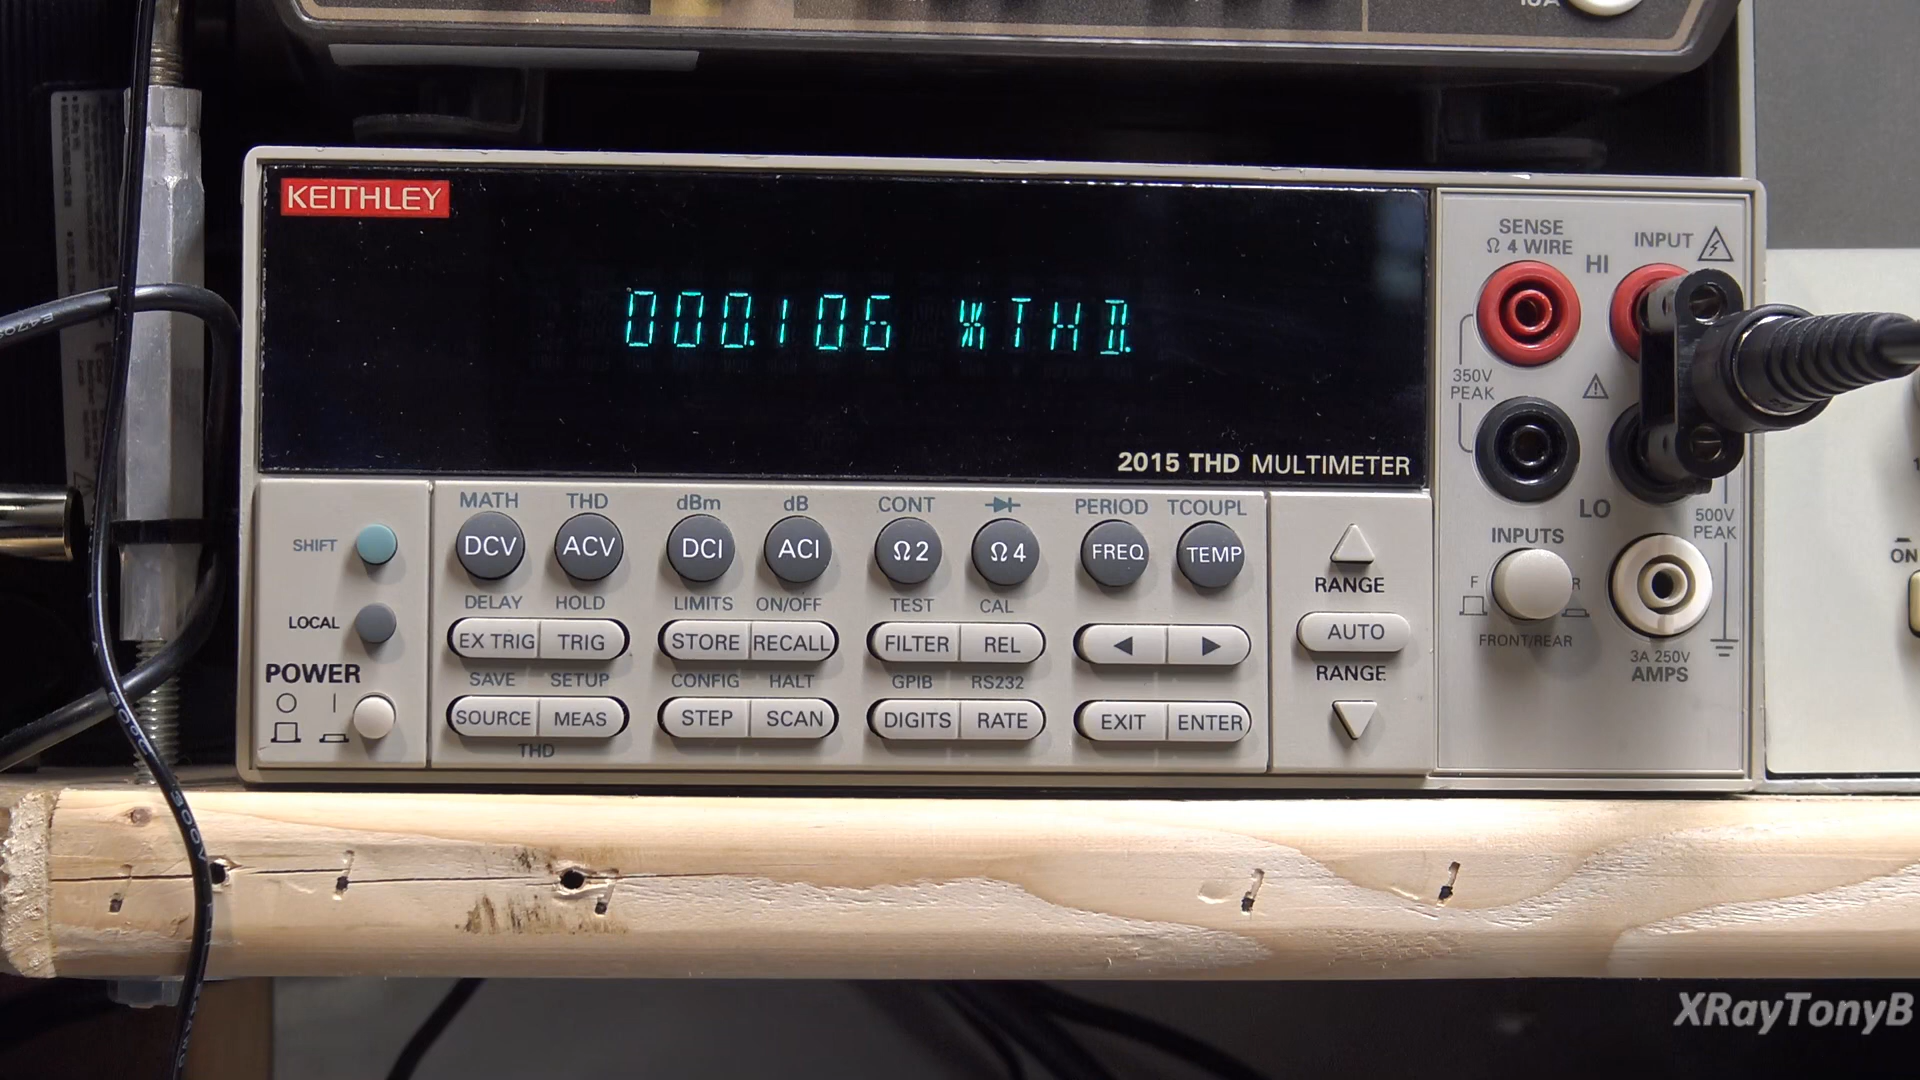 10A
KEITHLEY
000.106 %THD.
2015 THD MULTIMETER
SENSE
Ω 4 WIRE
INPUT
HI
350V
PEAK
LO
500V
PEAK
INPUTS
F
R
FRONT/REAR
3A 250V
AMPS
SHIFT
LOCAL
POWER
MATH THD dBm dB CONT PERIOD TCOUPL
DCV ACV DCI ACI Ω2 Ω4 FREQ TEMP
DELAY HOLD LIMITS ON/OFF TEST CAL
EX TRIG TRIG STORE RECALL FILTER REL
SAVE SETUP CONFIG HALT GPIB RS232
SOURCE MEAS STEP SCAN DIGITS RATE EXIT ENTER
THD
RANGE
AUTO
RANGE
ON
300V
XRayTonyB